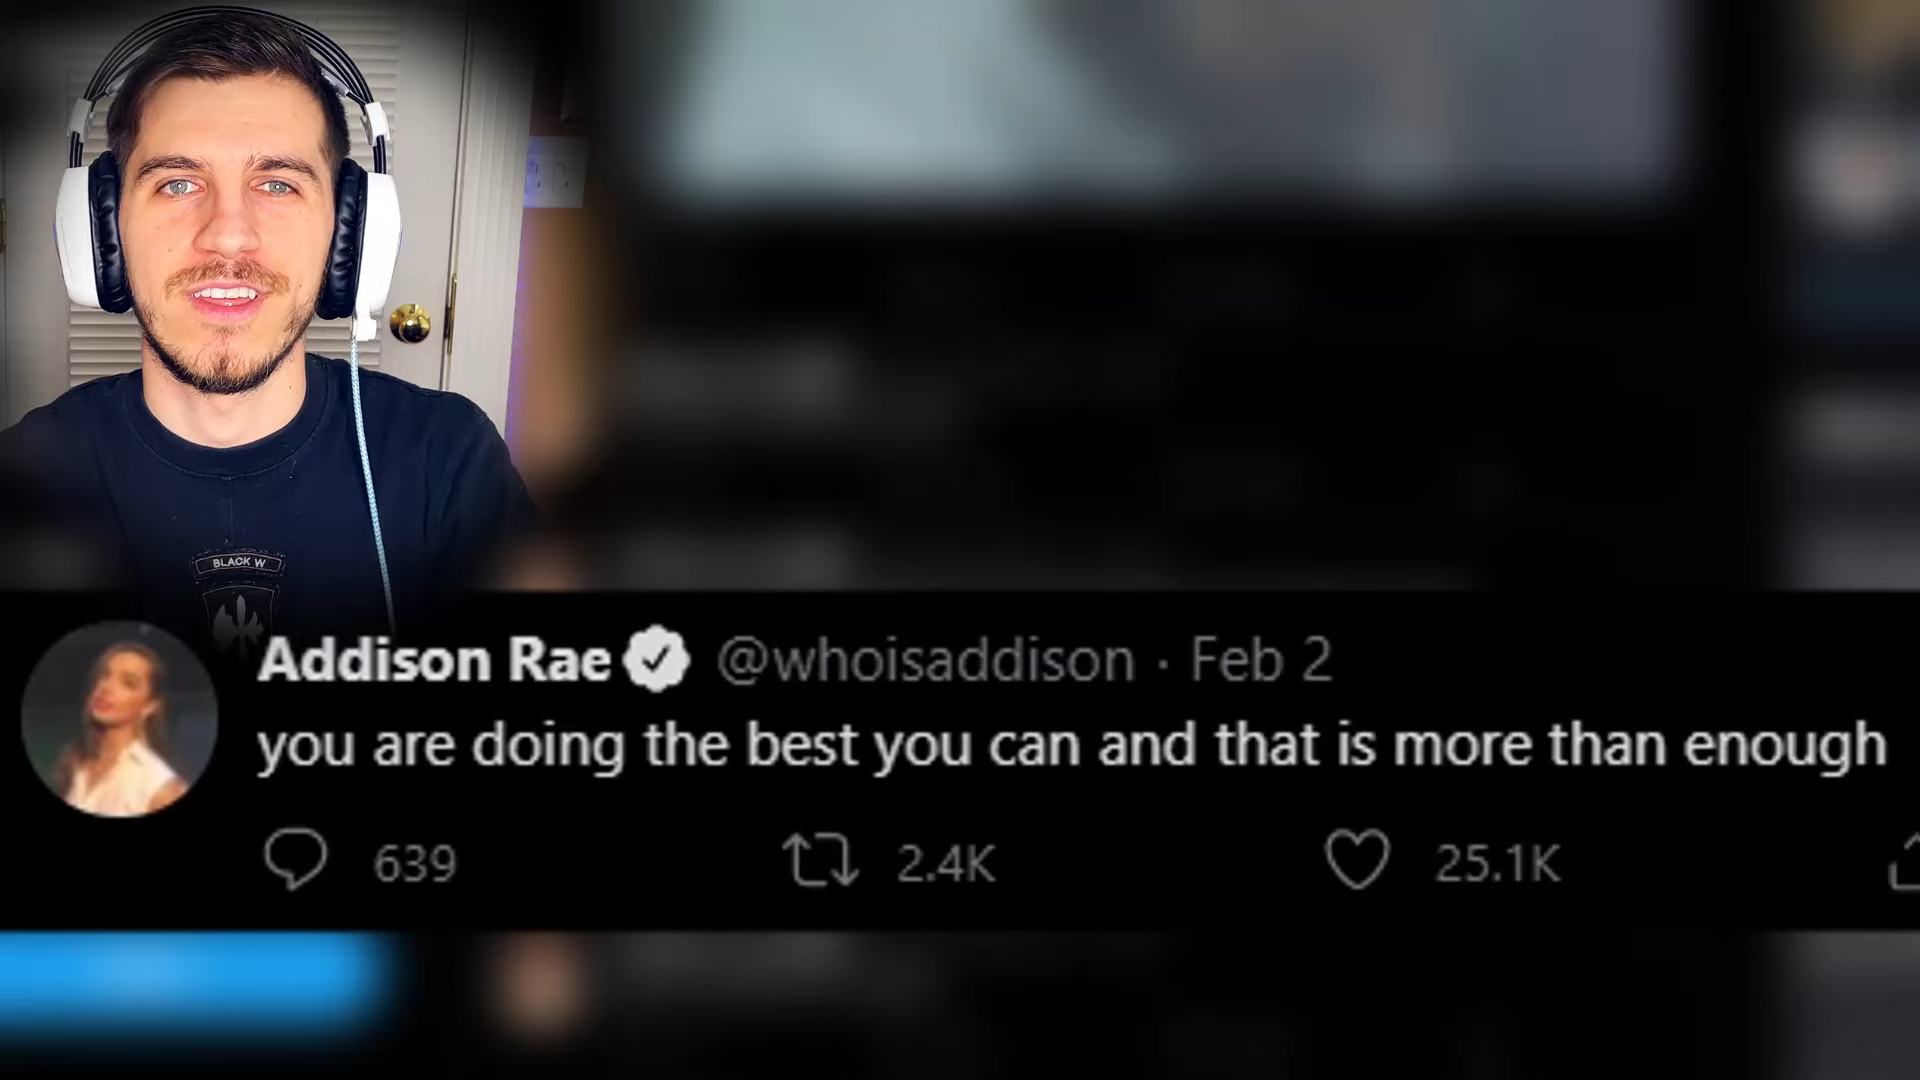 BLACK W
Addison Rae @whoisaddison · Feb 2
you are doing the best you can and that is more than enough
639 2.4K 25.1K